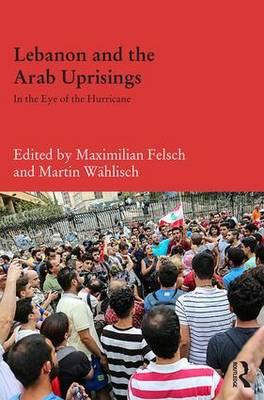 Lebanon and the
Arab Uprisings
In the Eye of the Hurricane
Edited by Maximilian Felsch
and Martin Wählisch